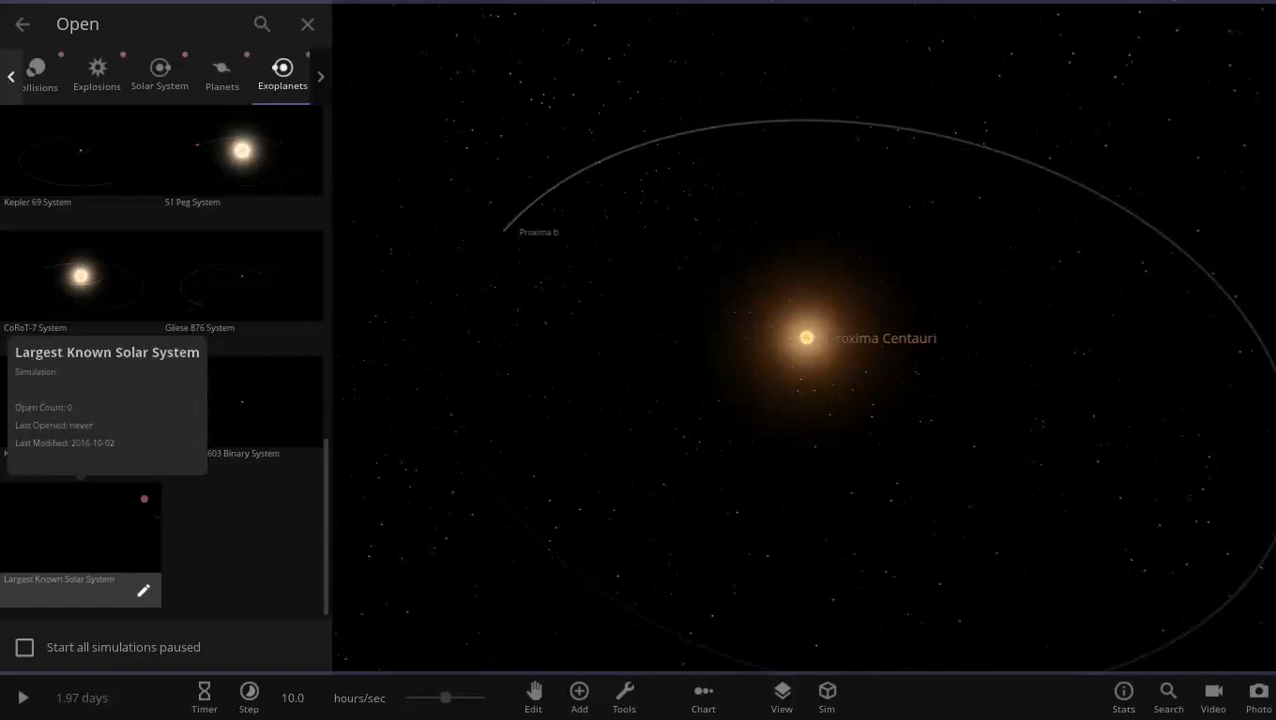 Open
ollisions
Explosions
Solar System
Planets
Exoplanets
Kepler 69 System
51 Peg System
CoRoT-7 System
Gliese 876 System
Largest Known Solar System
Simulation
Open Count: 0
Last Opened: never
Last Modified: 2016-10-02
K
603 Binary System
Largest Known Solar System
Start all simulations paused
Proxima b
Proxima Centauri
1.97 days
Timer
Step
10.0
hours/sec
Edit
Add
Tools
Chart
View
Sim
Stats
Search
Video
Photo